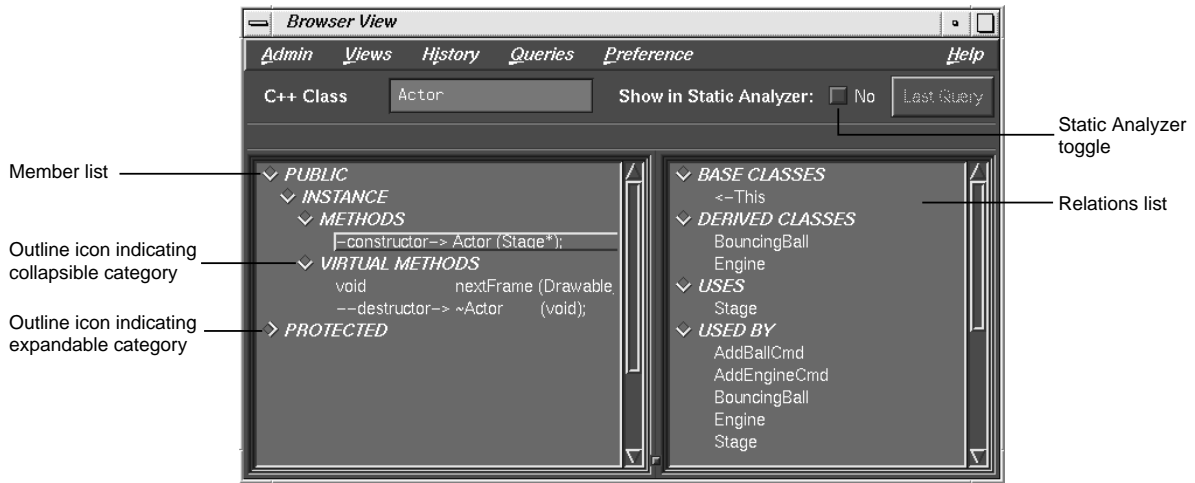 Browser View
Admin Views History Queries Preference Help
C++ Class Actor Show in Static Analyzer: No Last Query
Static Analyzer
toggle
Member list
PUBLIC
INSTANCE
METHODS
-constructor-> Actor (Stage*);
VIRTUAL METHODS
void nextFrame (Drawable,
--destructor-> ~Actor (void);
PROTECTED
Outline icon indicating
collapsible category
Outline icon indicating
expandable category
BASE CLASSES
<-This
DERIVED CLASSES
BouncingBall
Engine
USES
Stage
USED BY
AddBallCmd
AddEngineCmd
BouncingBall
Engine
Stage
Relations list